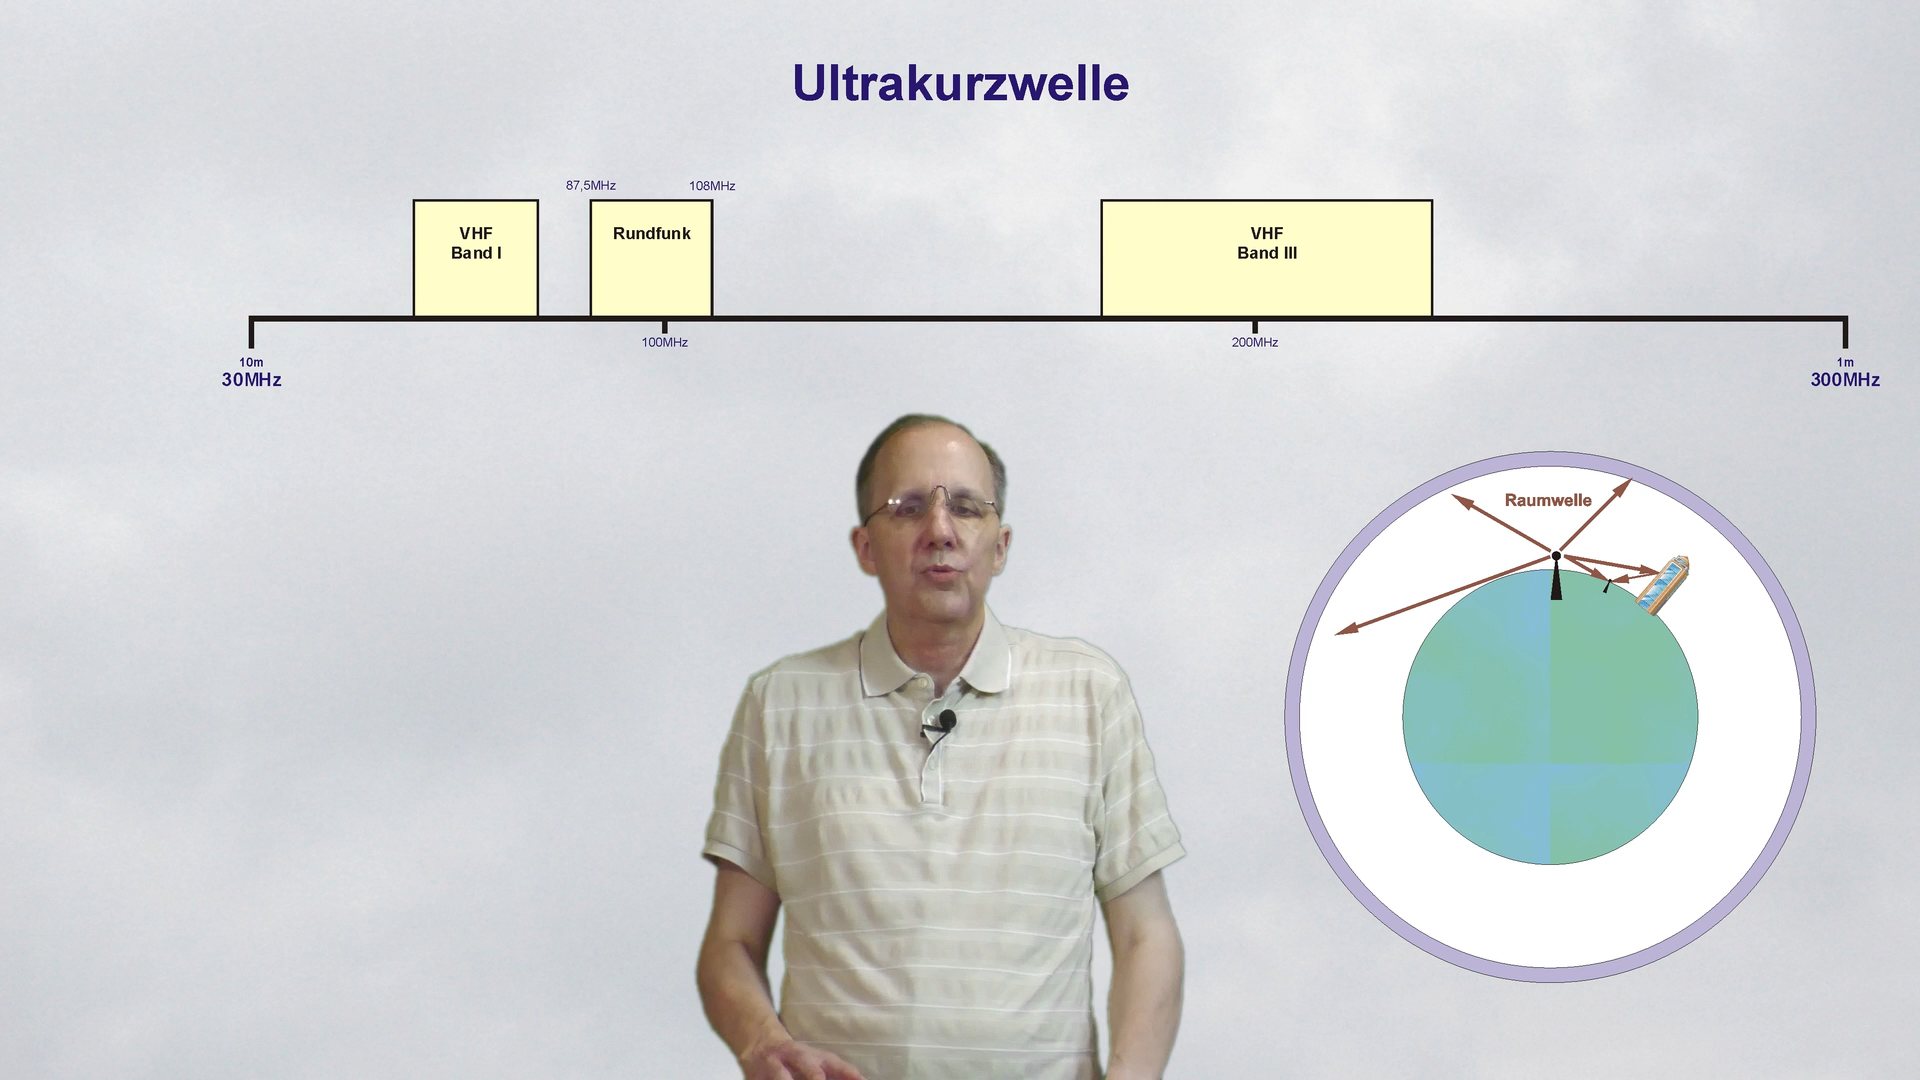 Ultrakurzwelle
87,5MHz
108MHz
VHF
Band I
Rundfunk
VHF
Band III
100MHz
200MHz
10m
30MHz
1m
300MHz
Raumwelle